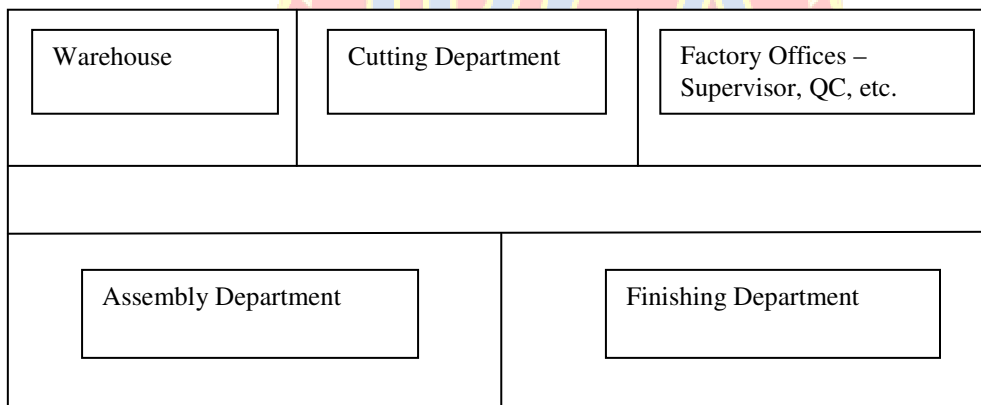 Warehouse
Cutting Department
Factory Offices –
Supervisor, QC, etc.
Assembly Department
Finishing Department